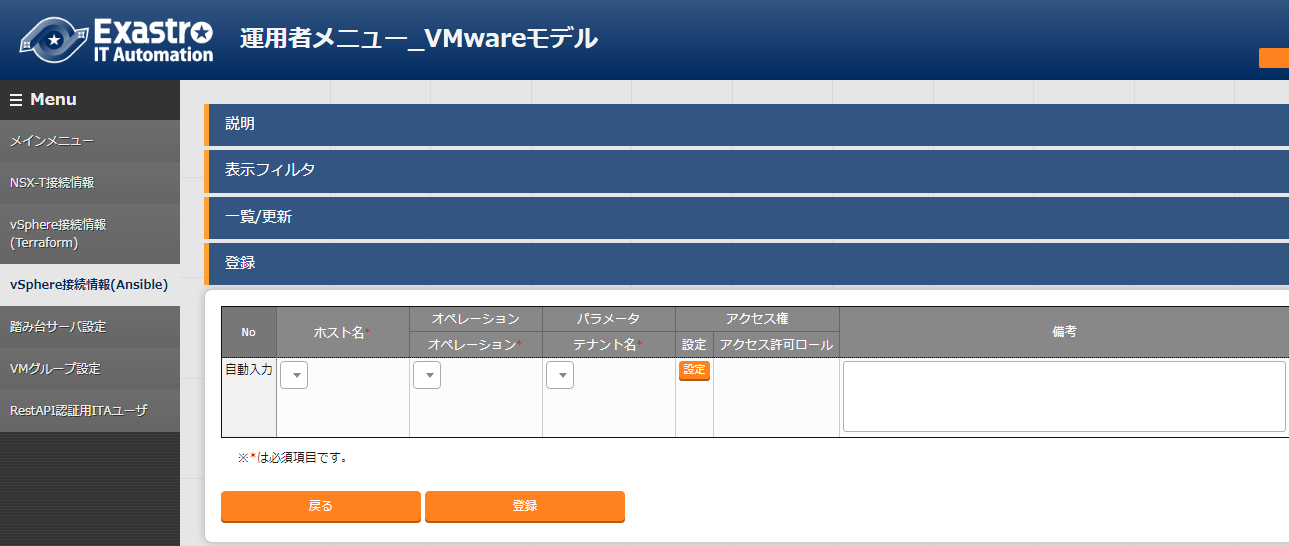 Exastro
IT Automation
運用者メニュー_VMwareモデル
Menu
メインメニュー
NSX-T接続情報
vSphere接続情報
(Terraform)
vSphere接続情報(Ansible)
踏み台サーバ設定
VMグループ設定
RestAPI認証用ITAユーザ
説明
表示フィルタ
一覧/更新
登録
No ホスト名* オペレーション パラメータ アクセス権 備考
オペレーション* テナント名* 設定 アクセス許可ロール
自動入力 設定
※*は必須項目です。
戻る 登録